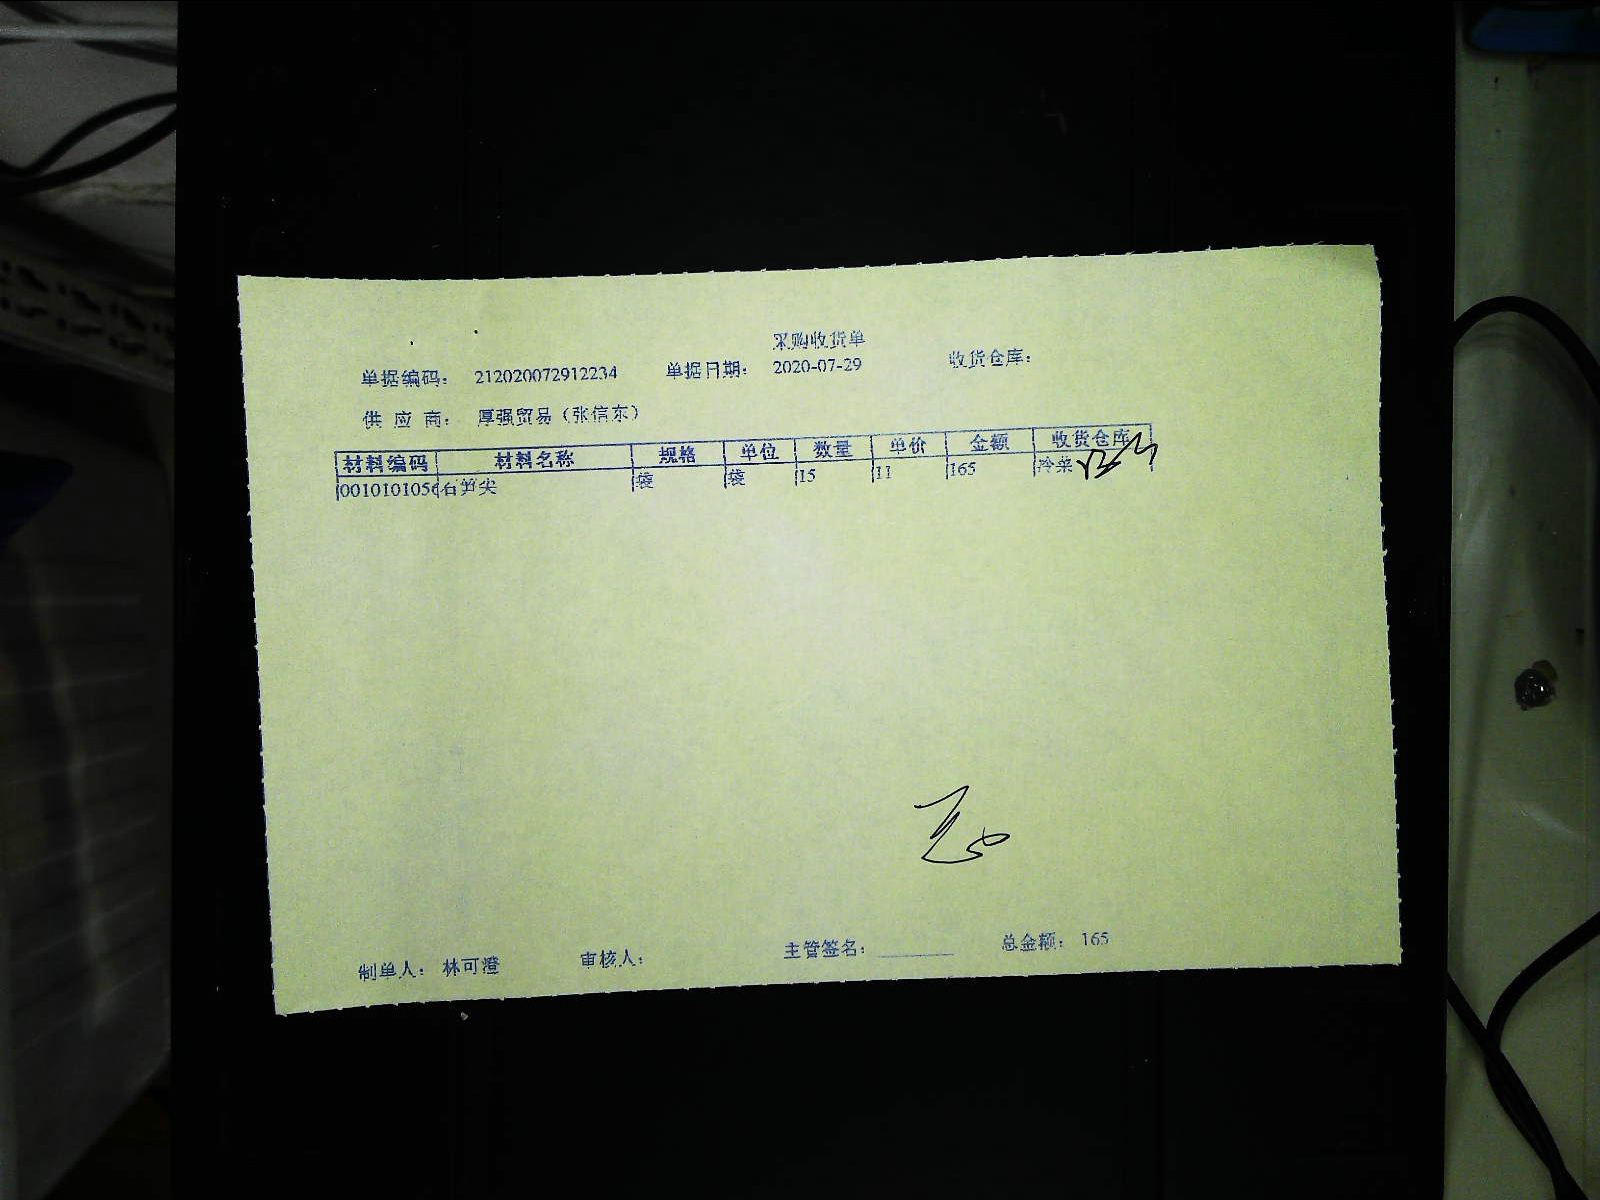 采购收货单
单据编码： 212020072912234 单据日期： 2020-07-29 收货仓库：
供 应 商： 厚强贸易（张信东）
材料编码 材料名称 规格 单位 数量 单价 金额 收货仓库
0010101056 石笋尖 袋 袋 15 11 165 冷菜
制单人： 林可澄 审核人： 主管签名： 总金额： 165